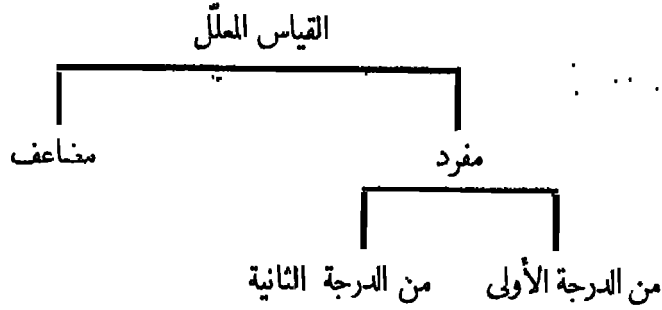 القياس المعلّل
مفرد
مضاعف
من الدرجة الأولى
من الدرجة الثانية